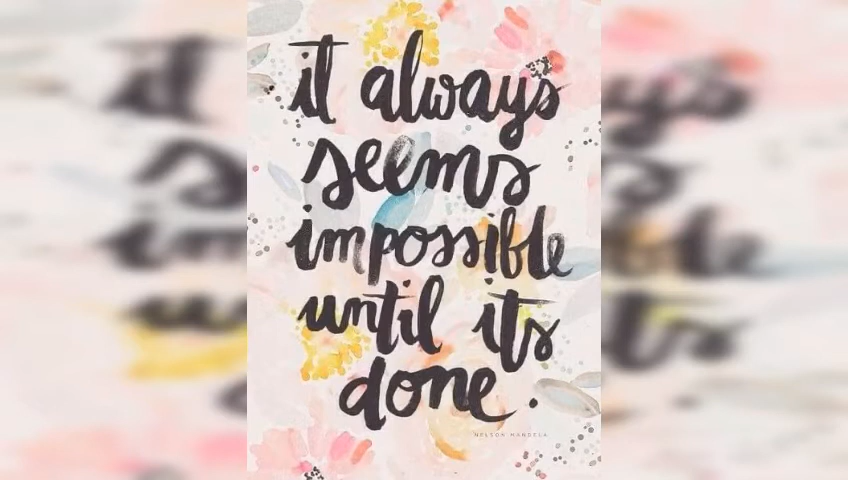 it always
seems
impossible
until its
done.
NELSON MANDELA